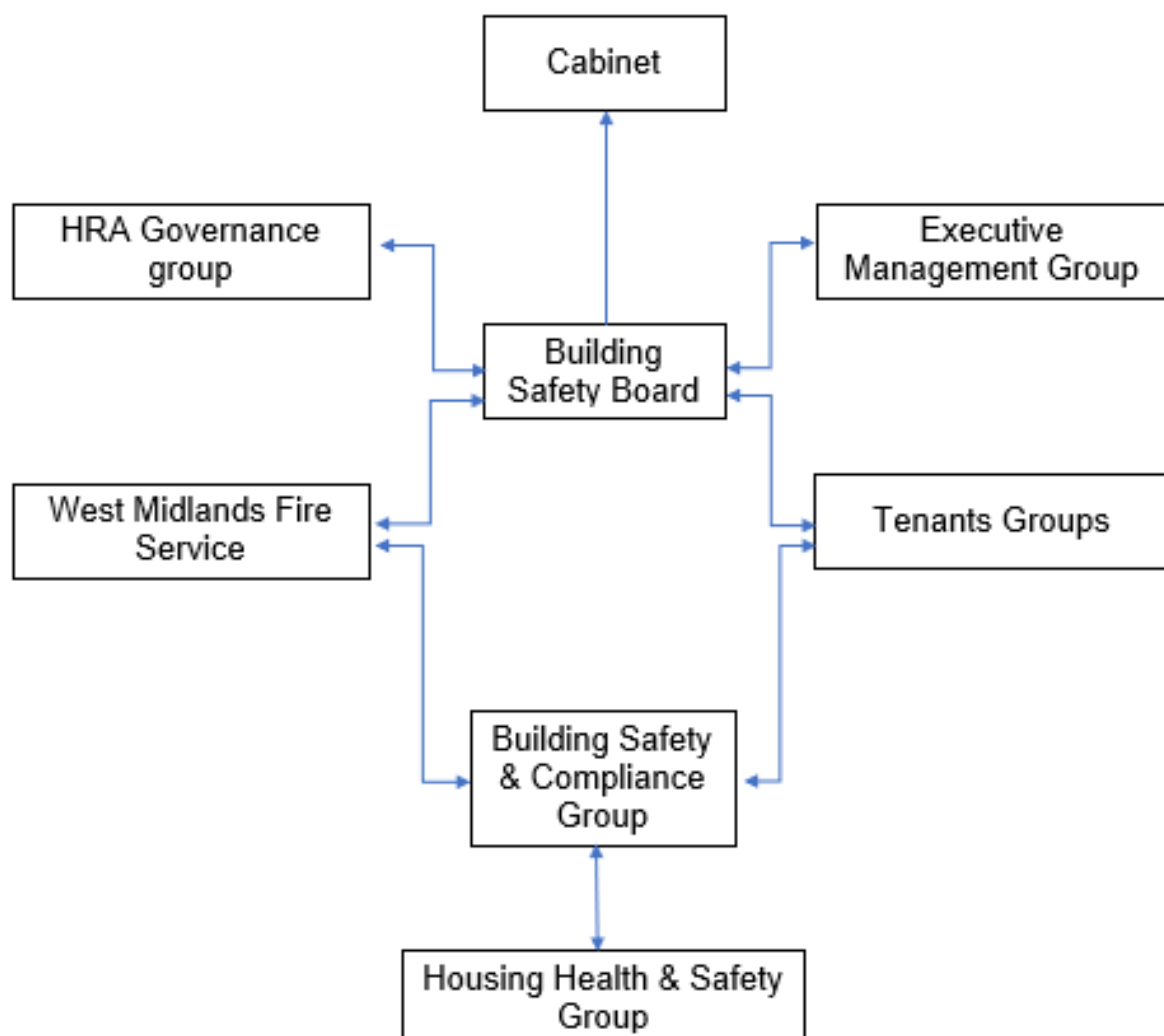 Cabinet
HRA Governance
group
Executive
Management Group
Building
Safety Board
West Midlands Fire
Service
Tenants Groups
Building Safety
& Compliance
Group
Housing Health & Safety
Group